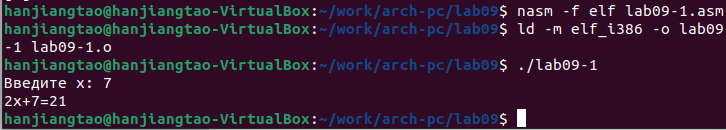 hanjiangtao@hanjiangtao-VirtualBox:~/work/arch-pc/lab09$ nasm -f elf lab09-1.asm
hanjiangtao@hanjiangtao-VirtualBox:~/work/arch-pc/lab09$ ld -m elf_i386 -o lab09
-1 lab09-1.o
hanjiangtao@hanjiangtao-VirtualBox:~/work/arch-pc/lab09$ ./lab09-1
Введите x: 7
2x+7=21
hanjiangtao@hanjiangtao-VirtualBox:~/work/arch-pc/lab09$